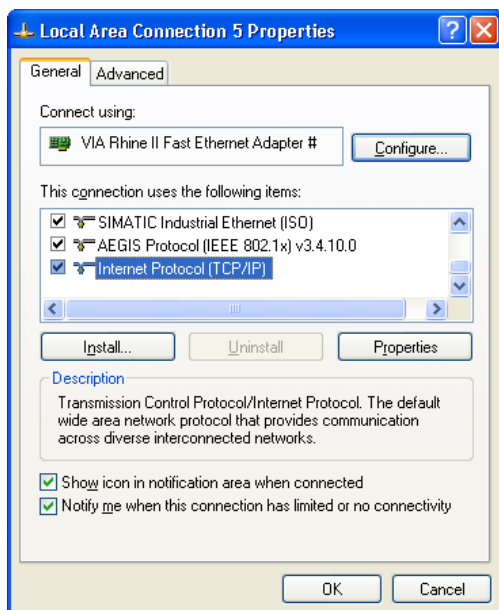 Local Area Connection 5 Properties
General
Advanced
Connect using:
VIA Rhine II Fast Ethernet Adapter #
Configure...
This connection uses the following items:
SIMATIC Industrial Ethernet (ISO)
AEGIS Protocol (IEEE 802.1x) v3.4.10.0
Internet Protocol (TCP/IP)
Install...
Uninstall
Properties
Description
Transmission Control Protocol/Internet Protocol. The default
wide area network protocol that provides communication
across diverse interconnected networks.
Show icon in notification area when connected
Notify me when this connection has limited or no connectivity
OK
Cancel